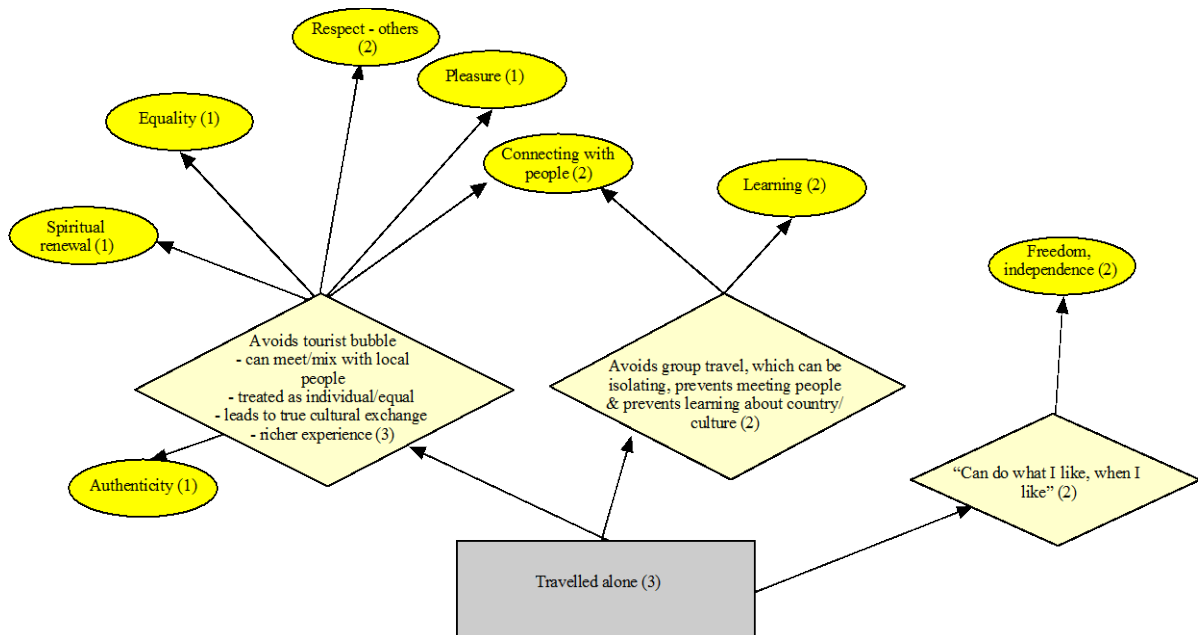 Respect - others
(2)
Pleasure (1)
Equality (1)
Connecting with
people (2)
Learning (2)
Spiritual
renewal (1)
Freedom,
independence (2)
Avoids tourist bubble
- can meet/mix with local
people
- treated as individual/equal
- leads to true cultural exchange
- richer experience (3)
Avoids group travel, which can be
isolating, prevents meeting people
& prevents learning about country/
culture (2)
“Can do what I like, when I
like” (2)
Authenticity (1)
Travelled alone (3)